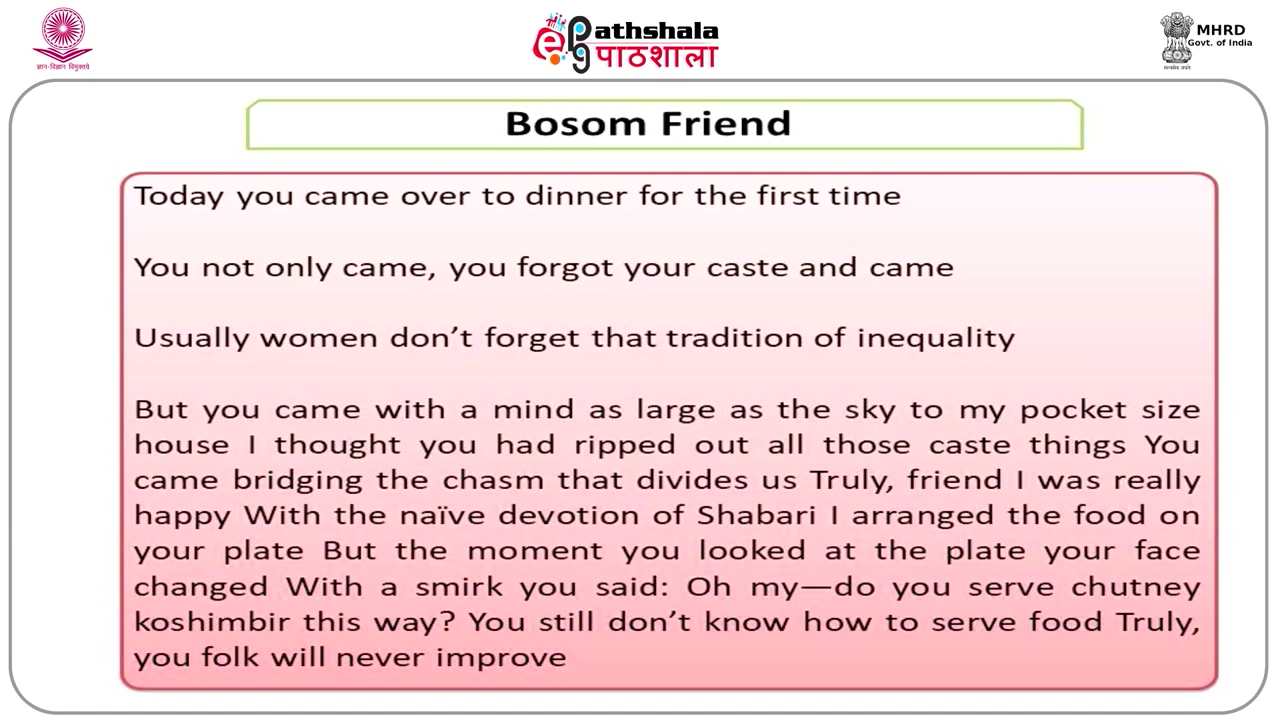 ज्ञान-विज्ञान विमुक्तये
ePathshala
पाठशाला
सत्यमेव जयते
MHRD
Govt. of India
Bosom Friend
Today you came over to dinner for the first time
You not only came, you forgot your caste and came
Usually women don’t forget that tradition of inequality
But you came with a mind as large as the sky to my pocket size
house I thought you had ripped out all those caste things You
came bridging the chasm that divides us Truly, friend I was really
happy With the naïve devotion of Shabari I arranged the food on
your plate But the moment you looked at the plate your face
changed With a smirk you said: Oh my—do you serve chutney
koshimbir this way? You still don’t know how to serve food Truly,
you folk will never improve